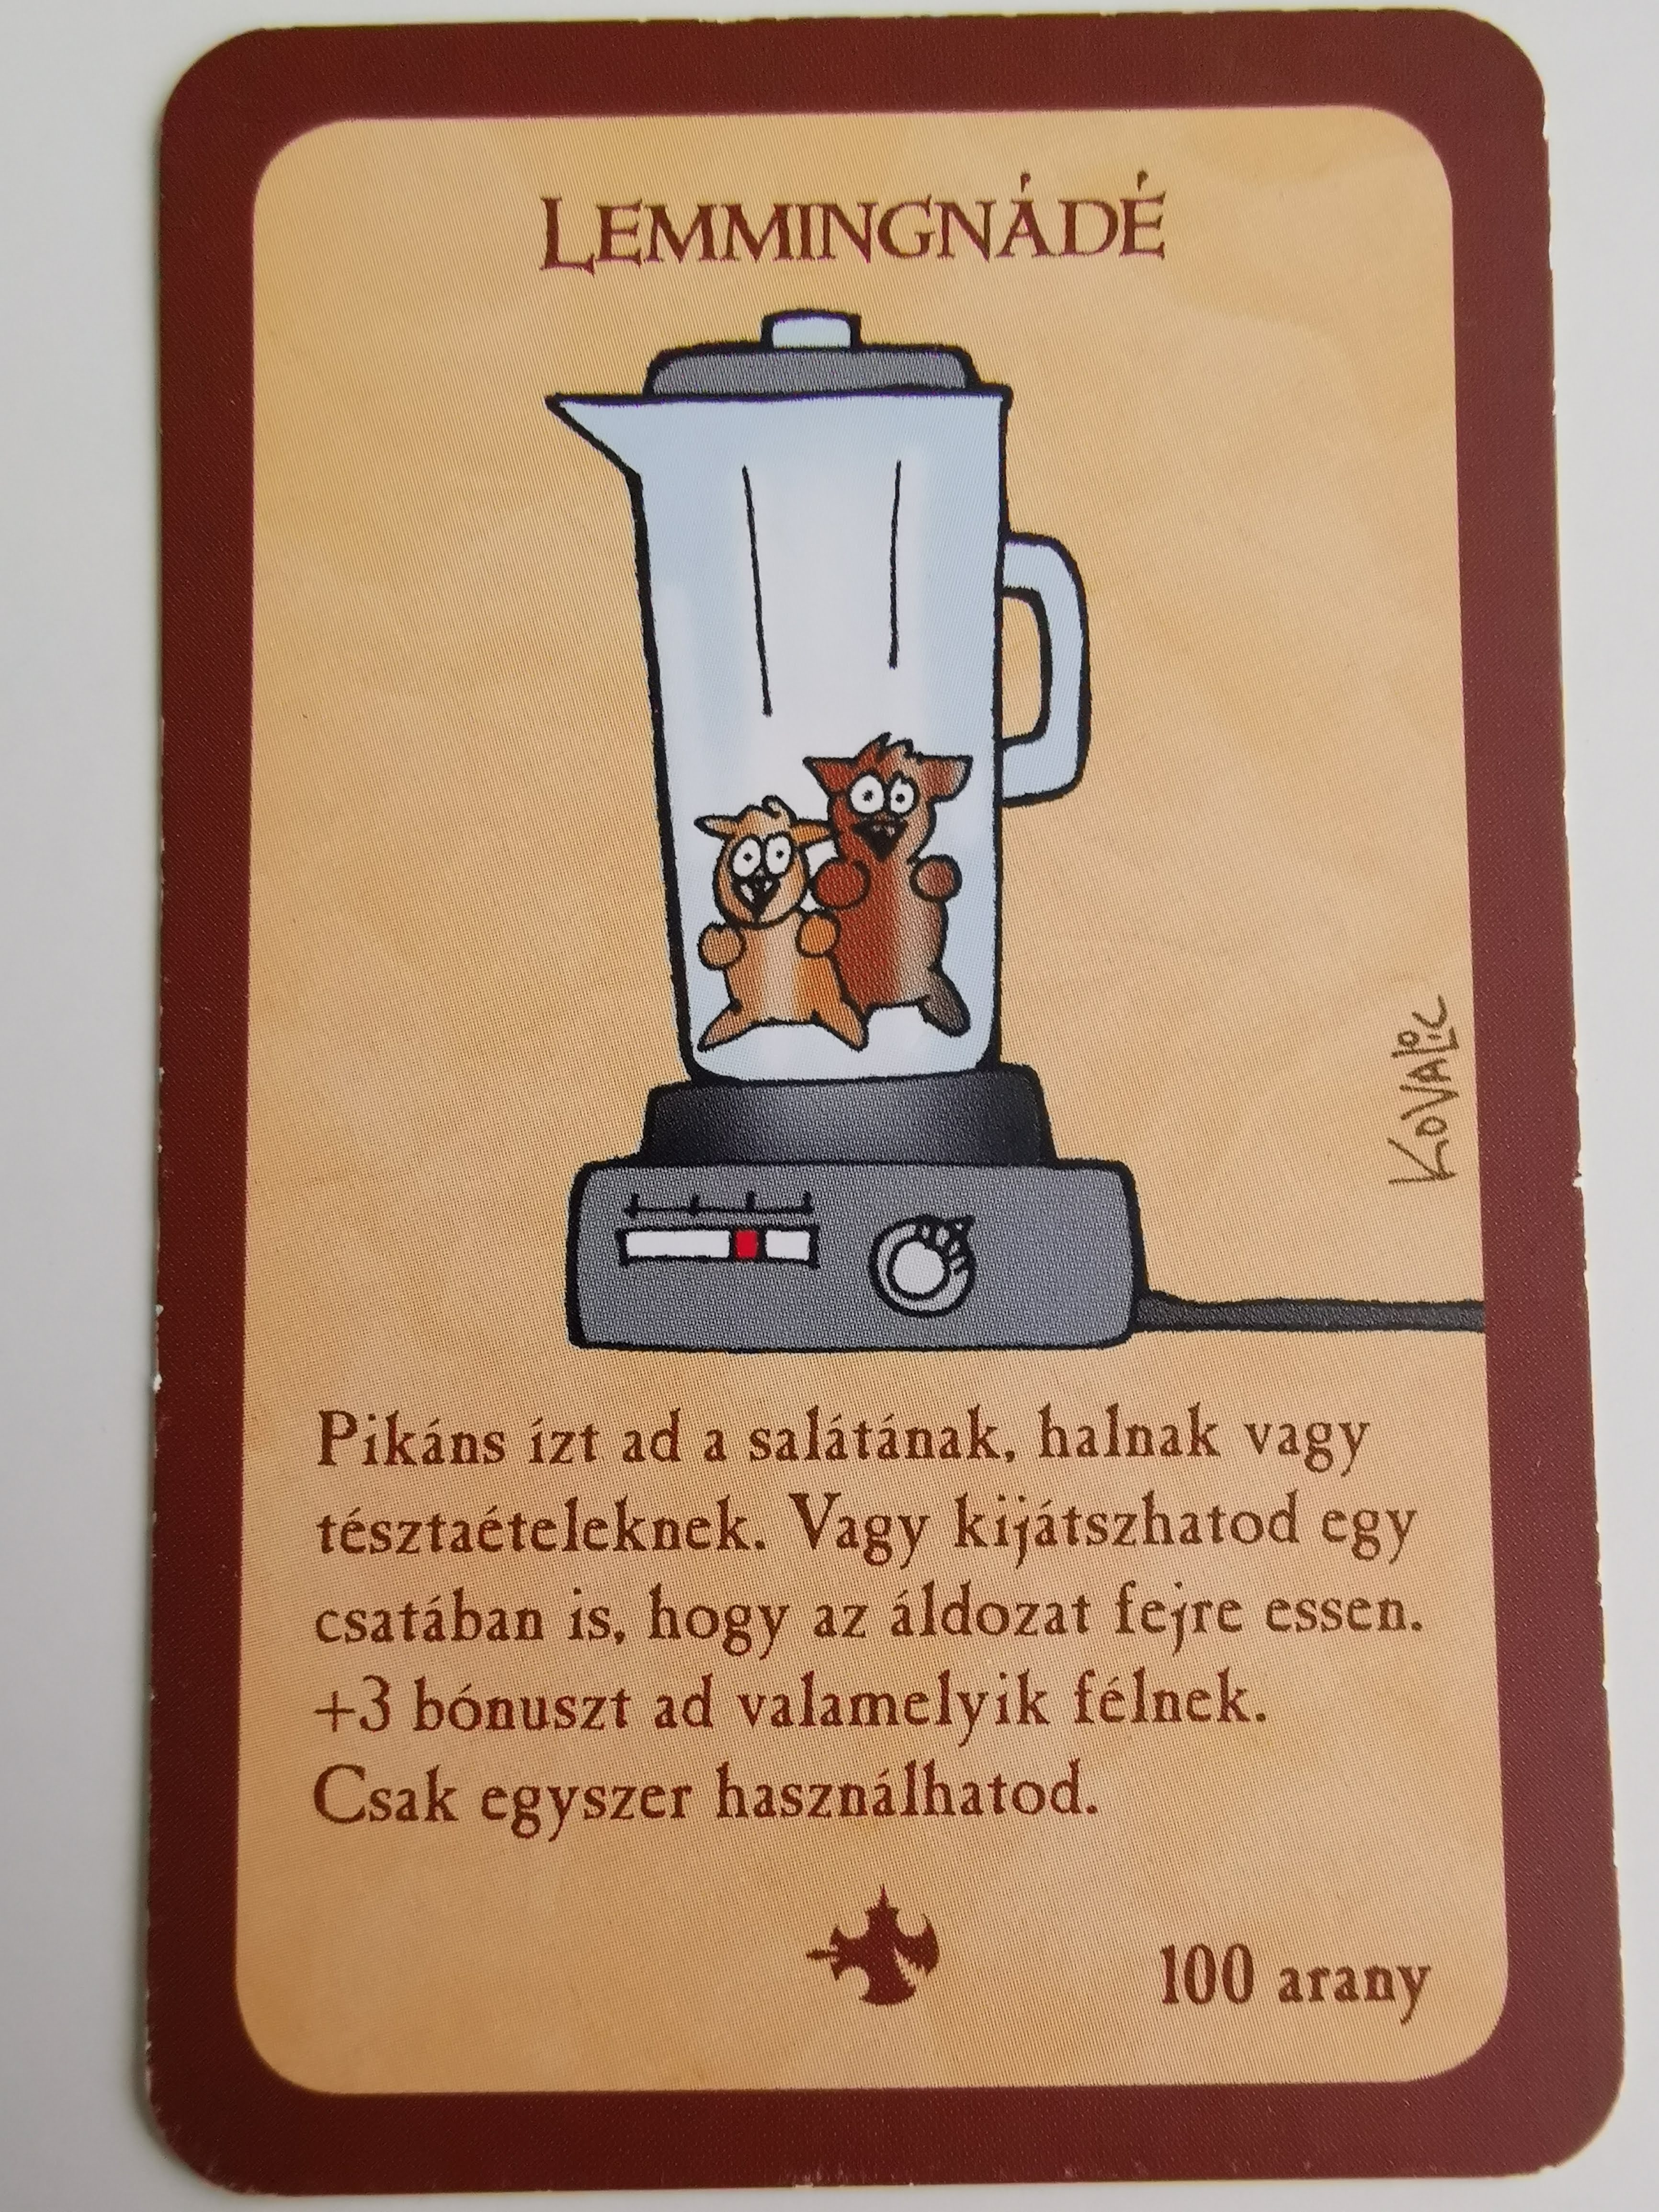 LEMMINGNÁDÉ
KOVALIC
Pikáns ízt ad a salátának, halnak vagy
tésztaételeknek. Vagy kijátszhatod egy
csatában is, hogy az áldozat fejre essen.
+3 bónuszt ad valamelyik félnek.
Csak egyszer használhatod.
100 arany